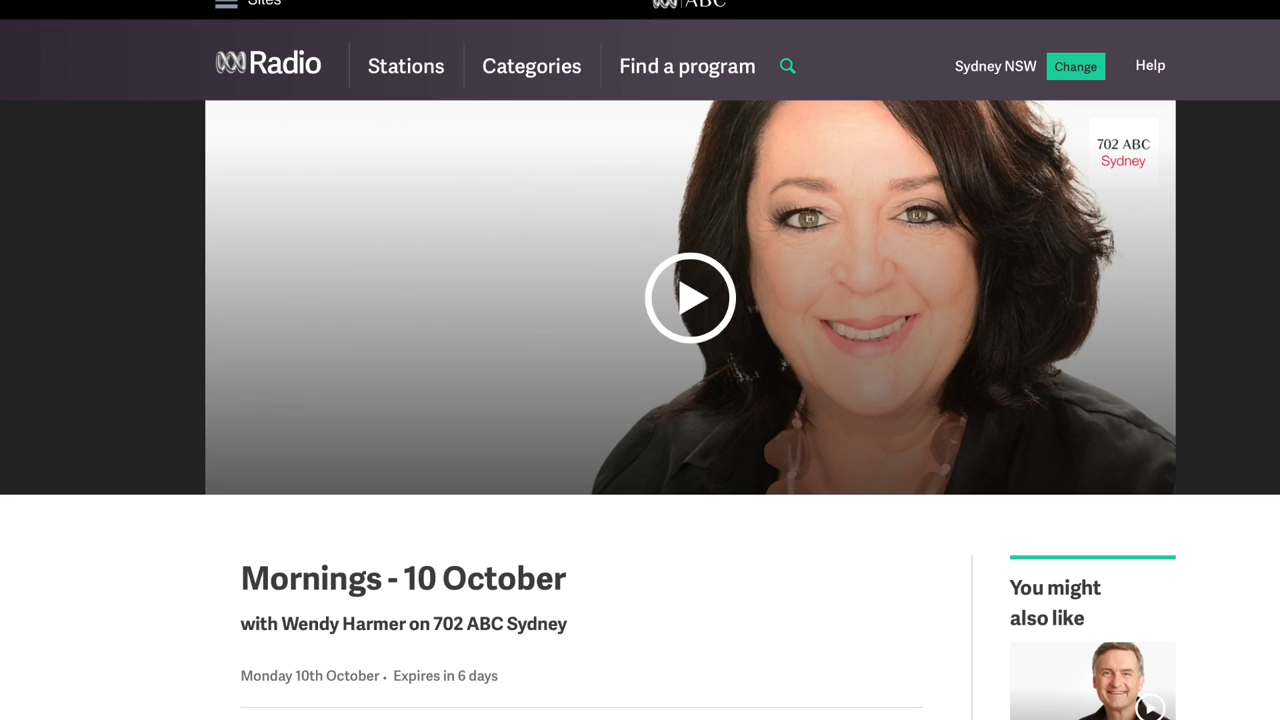 Sites
ABC
Radio
Stations
Categories
Find a program
Sydney NSW
Change
Help
702 ABC
Sydney
Mornings - 10 October
with Wendy Harmer on 702 ABC Sydney
Monday 10th October • Expires in 6 days
You might
also like